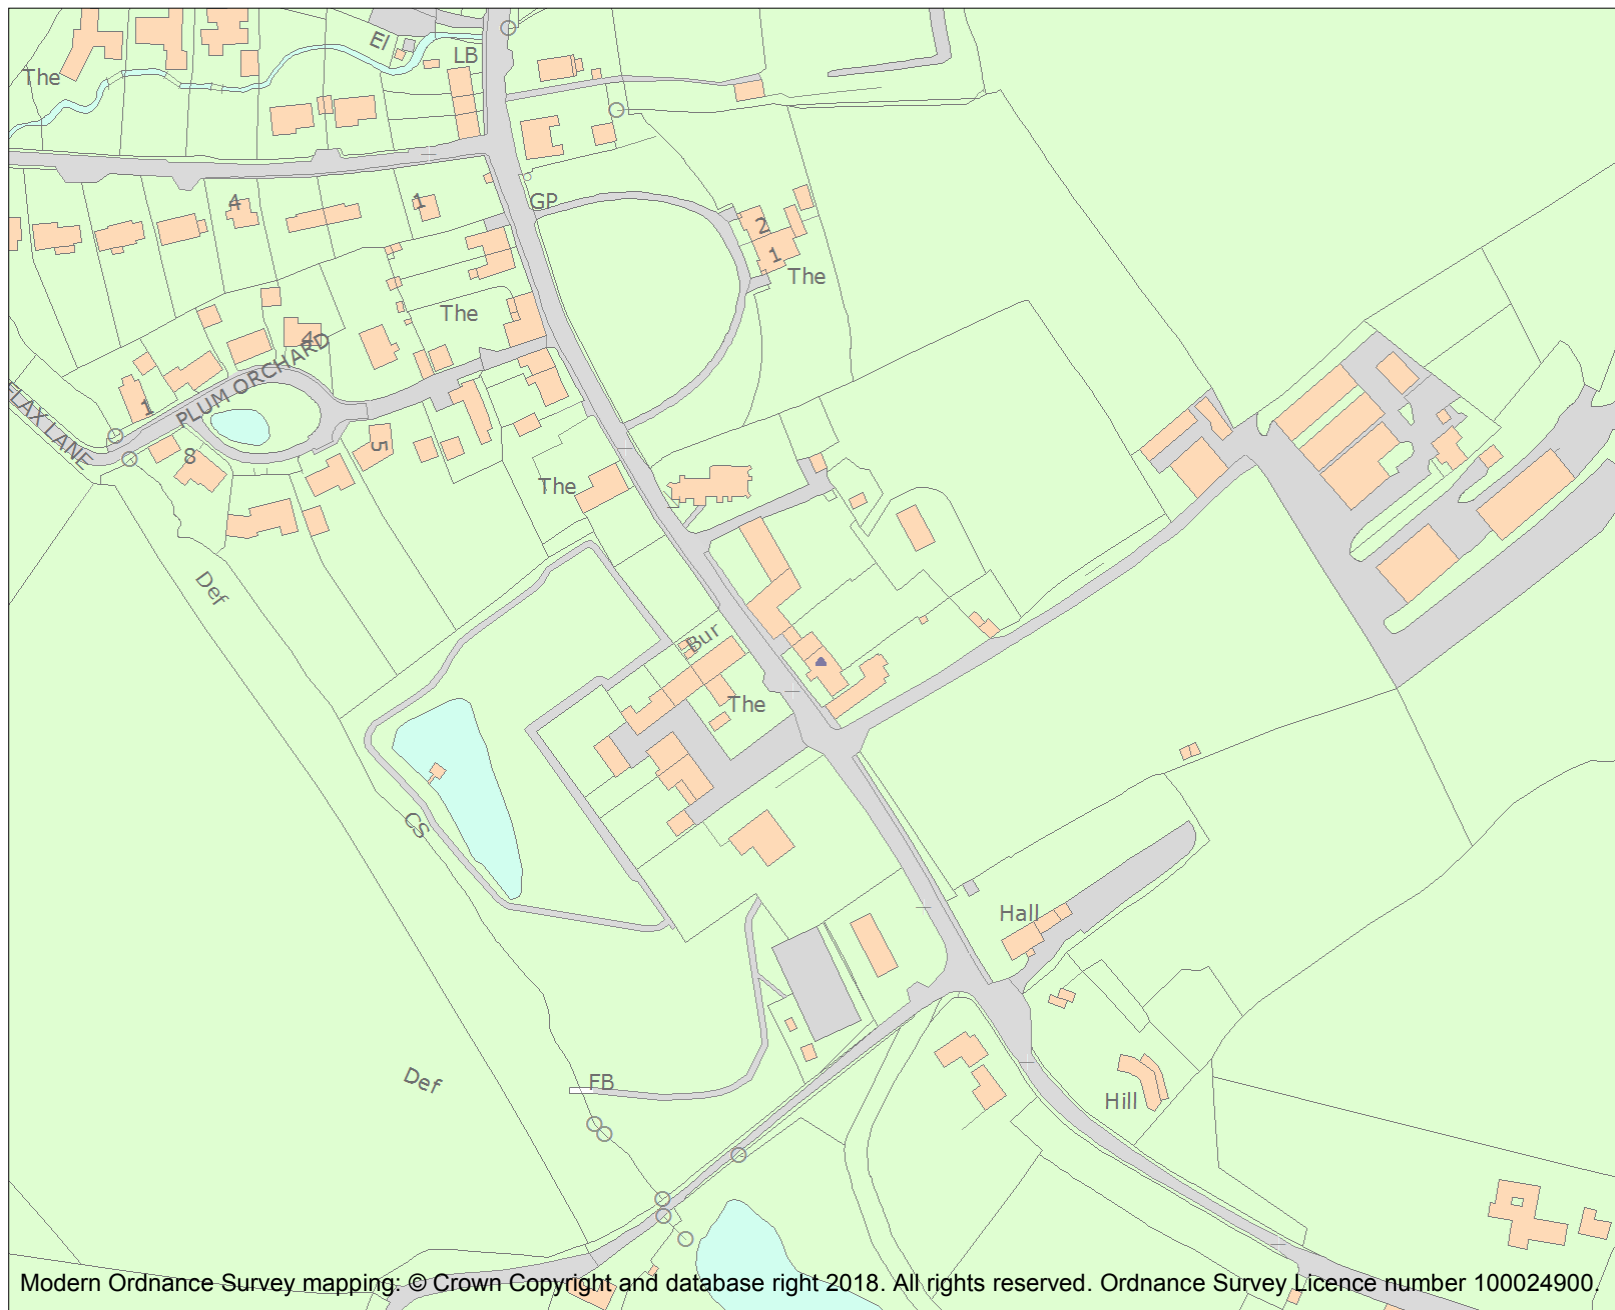 El
LB
The
GP
4
1
2
1
The
The
4
PLUM ORCHARD
1
FLAX LANE
8
5
The
Def
Bur
The
CS
Hall
Def
FB
Hill
Modern Ordnance Survey mapping: © Crown Copyright and database right 2018. All rights reserved. Ordnance Survey Licence number 100024900.